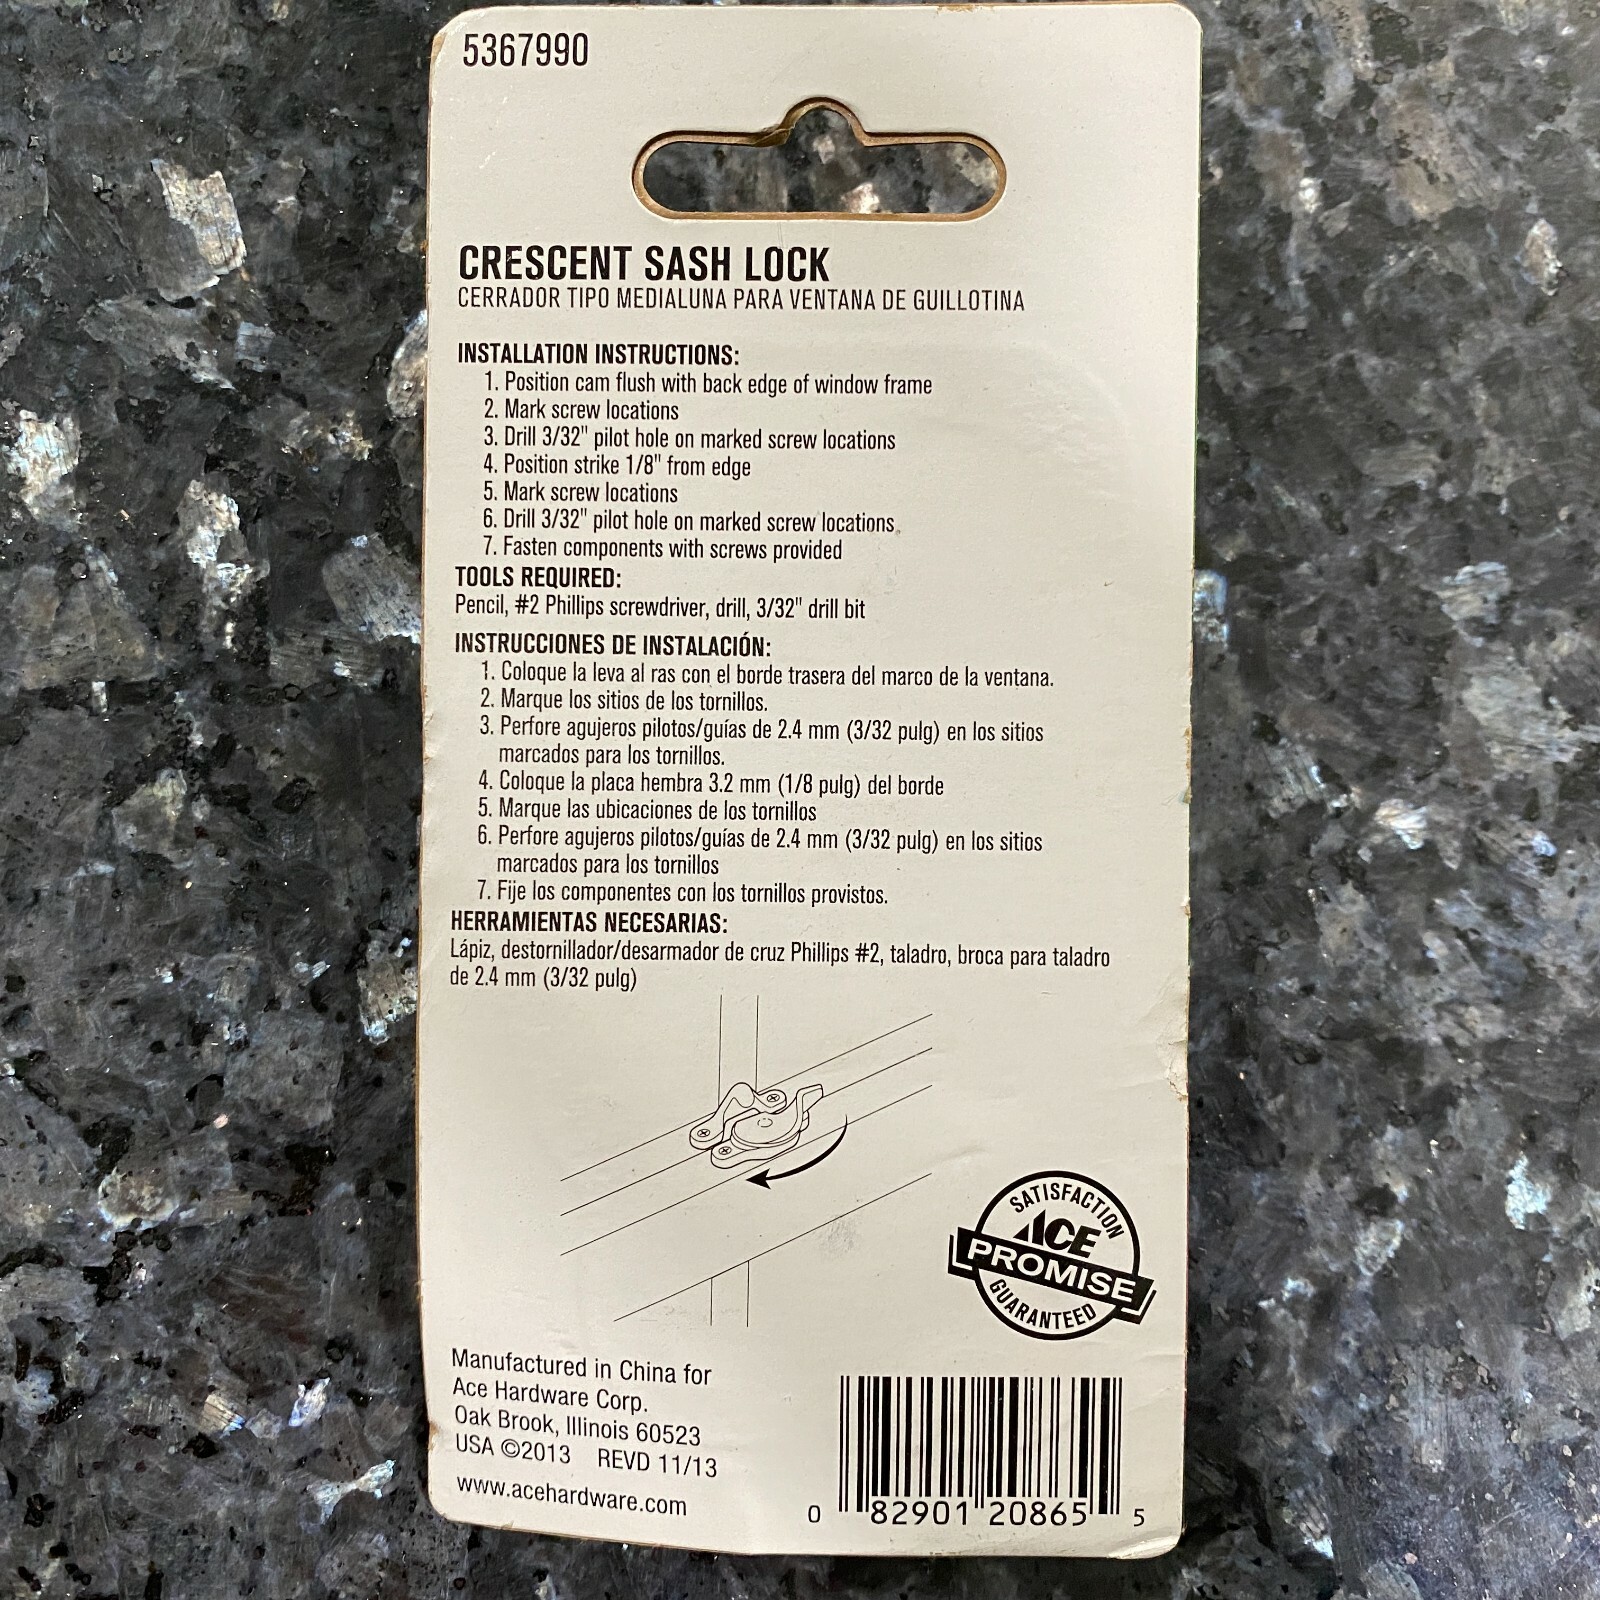 5367990
CRESCENT SASH LOCK
CERRADOR TIPO MEDIALUNA PARA VENTANA DE GUILLOTINA
INSTALLATION INSTRUCTIONS:
1. Position cam flush with back edge of window frame
2. Mark screw locations
3. Drill 3/32" pilot hole on marked screw locations
4. Position strike 1/8" from edge
5. Mark screw locations
6. Drill 3/32" pilot hole on marked screw locations
7. Fasten components with screws provided
TOOLS REQUIRED:
Pencil, #2 Phillips screwdriver, drill, 3/32" drill bit
INSTRUCCIONES DE INSTALACIÓN:
1. Coloque la leva al ras con el borde trasera del marco de la ventana.
2. Marque los sitios de los tornillos.
3. Perfore agujeros pilotos/guías de 2.4 mm (3/32 pulg) en los sitios
marcados para los tornillos.
4. Coloque la placa hembra 3.2 mm (1/8 pulg) del borde
5. Marque las ubicaciones de los tornillos
6. Perfore agujeros pilotos/guías de 2.4 mm (3/32 pulg) en los sitios
marcados para los tornillos
7. Fije los componentes con los tornillos provistos.
HERRAMIENTAS NECESARIAS:
Lápiz, destornillador/desarmador de cruz Phillips #2, taladro, broca para taladro
de 2.4 mm (3/32 pulg)
SATISFACTION
ACE
PROMISE
GUARANTEED
Manufactured in China for
Ace Hardware Corp.
Oak Brook, Illinois 60523
USA ©2013 REVD 11/13
www.acehardware.com
0 82901 20865 5